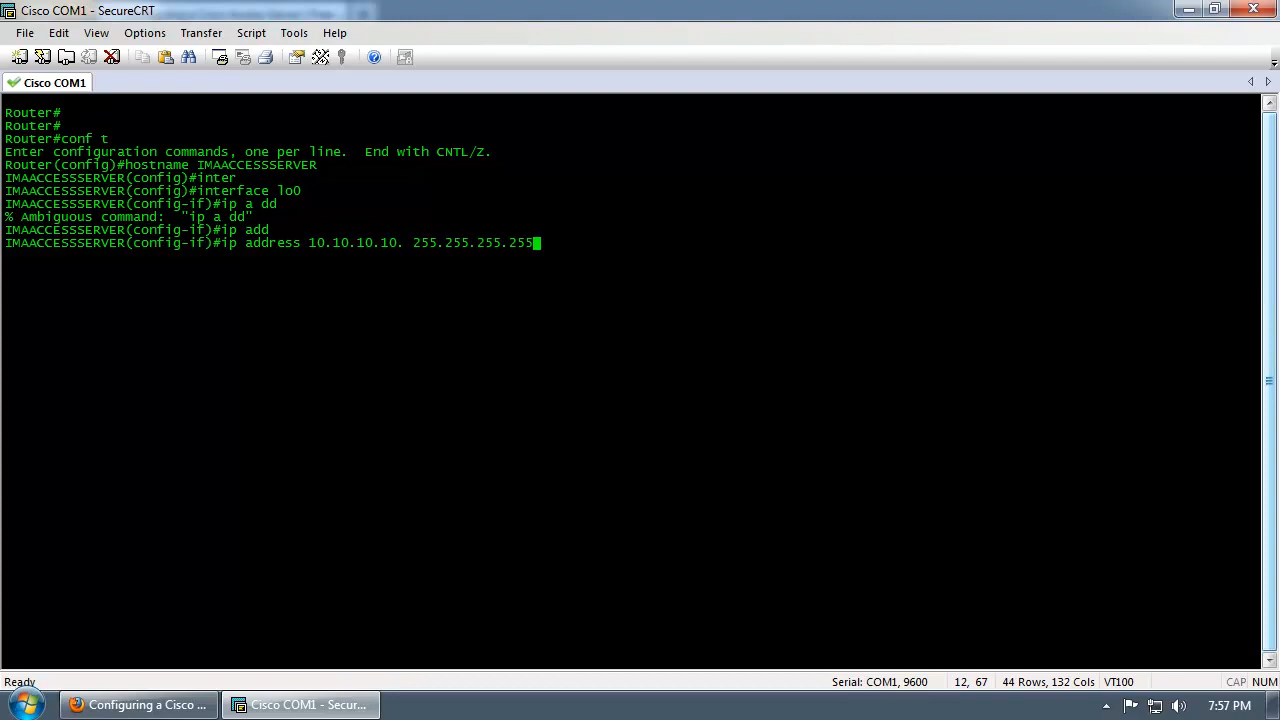 Cisco COM1 - SecureCRT
File Edit View Options Transfer Script Tools Help
Cisco COM1
Router#
Router#
Router#conf t
Enter configuration commands, one per line.  End with CNTL/Z.
Router(config)#hostname IMAACCESSSERVER
IMAACCESSSERVER(config)#inter
IMAACCESSSERVER(config)#interface lo0
IMAACCESSSERVER(config-if)#ip a dd
% Ambiguous command:  "ip a dd"
IMAACCESSSERVER(config-if)#ip add
IMAACCESSSERVER(config-if)#ip address 10.10.10.10. 255.255.255.255
Ready Serial: COM1, 9600 12, 67 44 Rows, 132 Cols VT100 CAP NUM
Configuring a Cisco ... Cisco COM1 - Secur... 7:57 PM